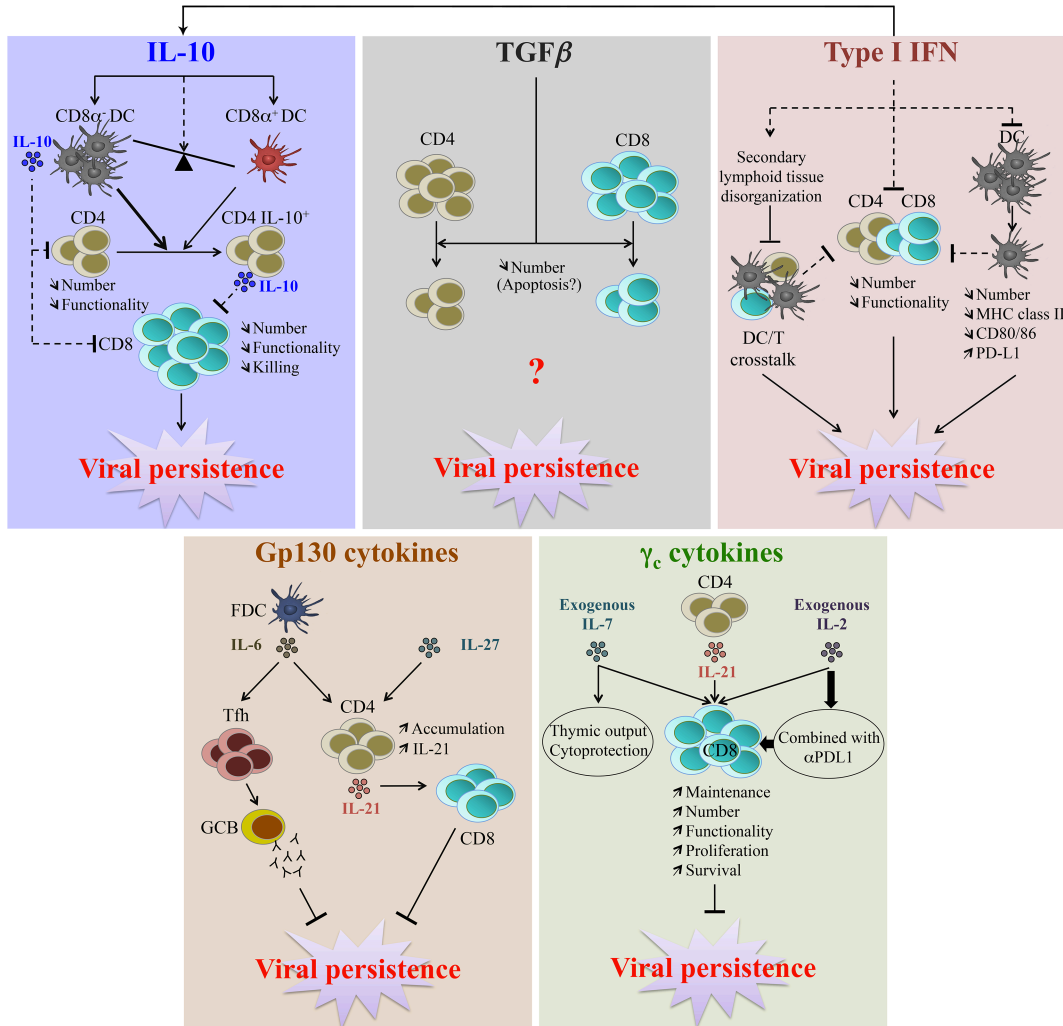 IL-10
CD8α⁻ DC
CD8α⁺ DC
IL-10
CD4
CD4 IL-10⁺
↘ Number
↘ Functionality
IL-10
CD8
↘ Number
↘ Functionality
↘ Killing
Viral persistence
TGFβ
CD4
CD8
↘ Number
(Apoptosis?)
?
Viral persistence
Type I IFN
Secondary
lymphoid tissue
disorganization
DC
CD4
CD8
↘ Number
↘ Functionality
DC/T
crosstalk
↘ Number
↘ MHC class II
↘ CD80/86
↗ PD-L1
Viral persistence
Gp130 cytokines
FDC
IL-6
IL-27
Tfh
CD4
↗ Accumulation
↗ IL-21
IL-21
GCB
CD8
Viral persistence
γc cytokines
CD4
Exogenous
IL-7
Exogenous
IL-2
IL-21
Thymic output
Cytoprotection
CD8
Combined with
αPDL1
↗ Maintenance
↗ Number
↗ Functionality
↗ Proliferation
↗ Survival
Viral persistence